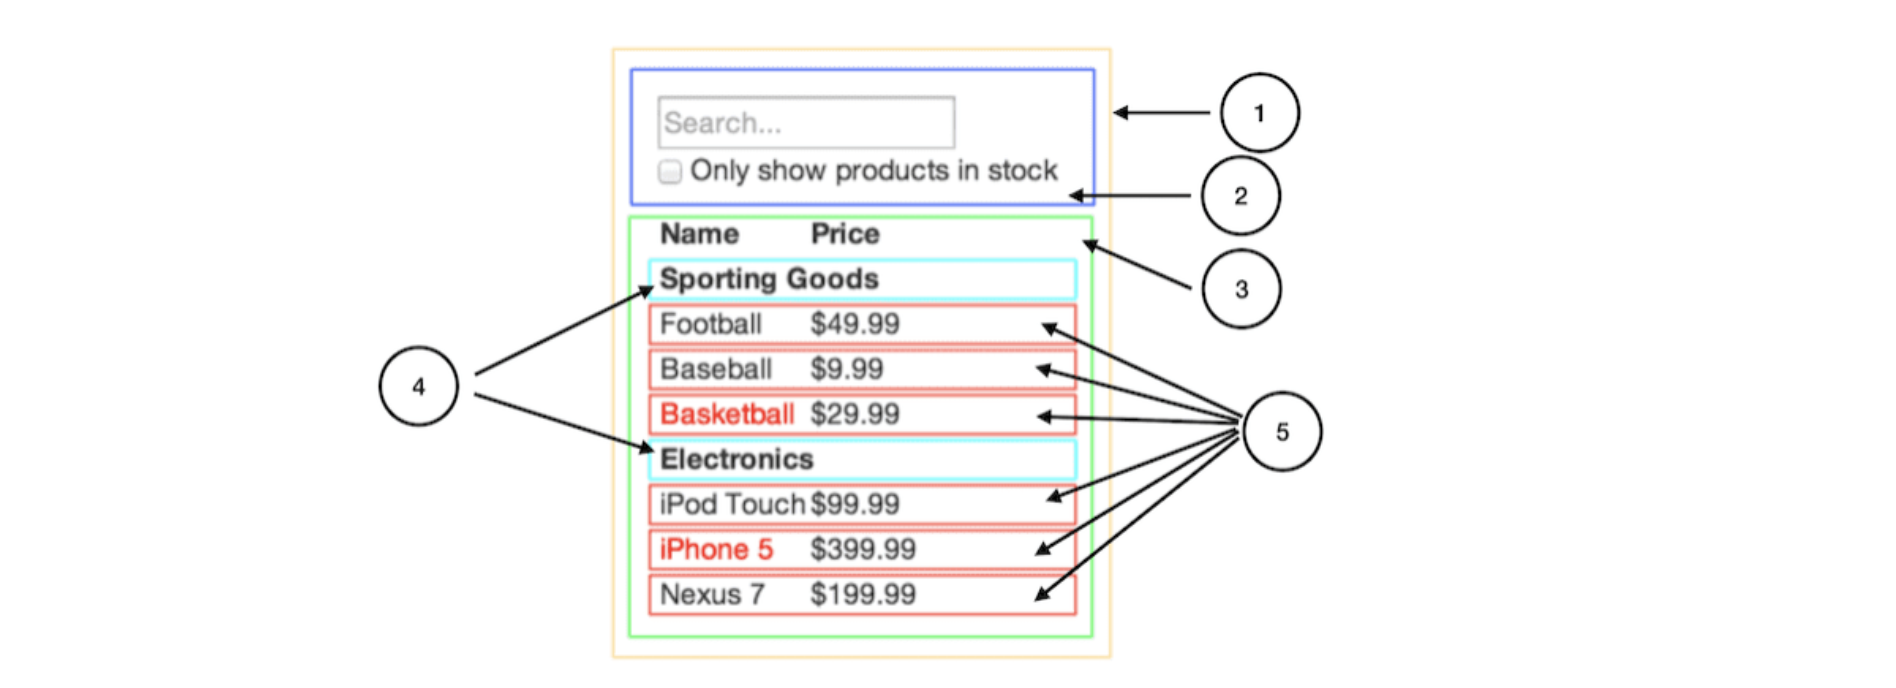 Search...
1
Only show products in stock
2
Name Price
Sporting Goods
3
Football $49.99
Baseball $9.99
4
Basketball $29.99
5
Electronics
iPod Touch $99.99
iPhone 5 $399.99
Nexus 7 $199.99